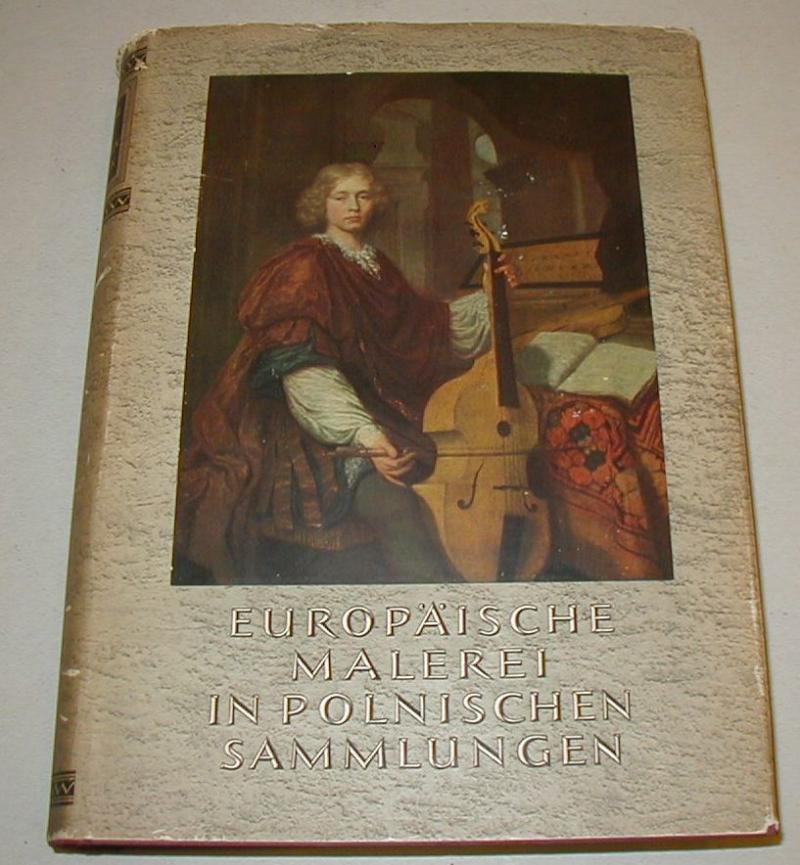 EUROPÄISCHE
MALEREI
IN POLNISCHEN
SAMMLUNGEN
W